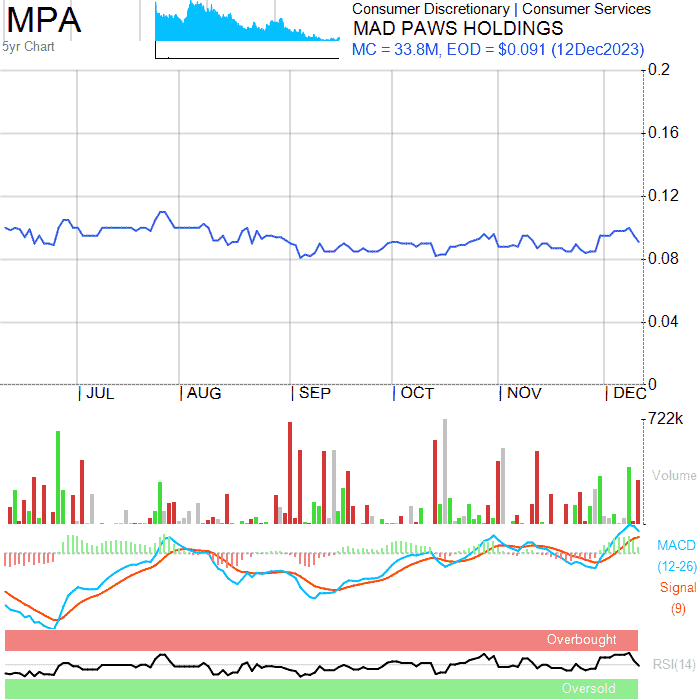 MPA
5yr Chart
Consumer Discretionary | Consumer Services
MAD PAWS HOLDINGS
MC = 33.8M, EOD = $0.091 (12Dec2023)
0.2
0.16
0.12
0.08
0.04
0
| JUL | AUG | SEP | OCT | NOV | DEC
722k
Volume
MACD
(12-26)
Signal
(9)
Overbought
RSI(14)
Oversold